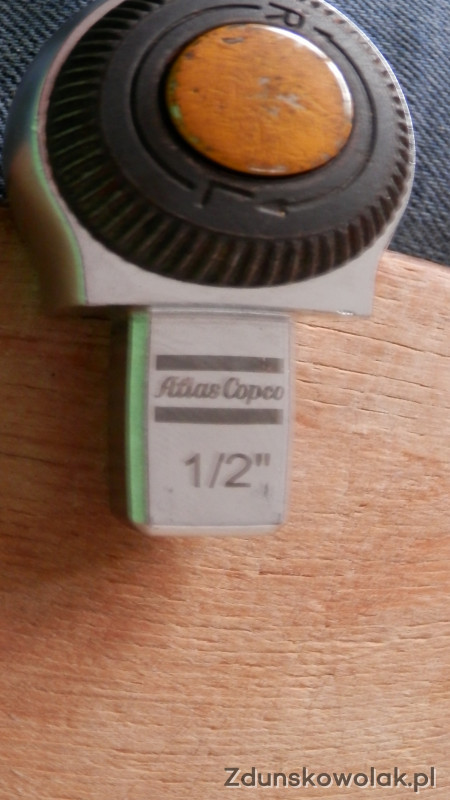 R
L
Atlas Copco
1/2"
Zdunskowolak.pl